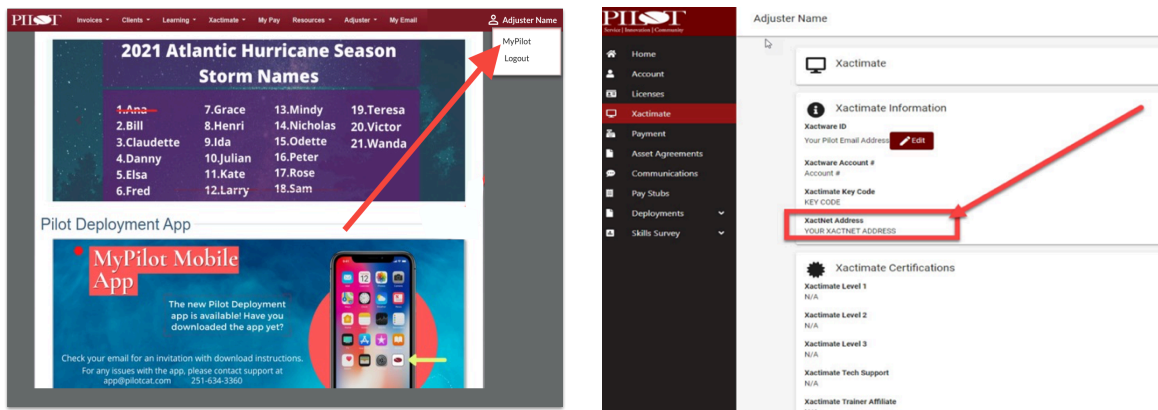 PILOT
Invoices
Clients
Learning
Xactimate
My Pay
Resources
Adjuster
My Email
Adjuster Name
MyPilot
Logout
2021 Atlantic Hurricane Season
Storm Names
1.Ana
2.Bill
3.Claudette
4.Danny
5.Elsa
6.Fred
7.Grace
8.Henri
9.Ida
10.Julian
11.Kate
12.Larry
13.Mindy
14.Nicholas
15.Odette
16.Peter
17.Rose
18.Sam
19.Teresa
20.Victor
21.Wanda
Pilot Deployment App
MyPilot Mobile
App
The new Pilot Deployment
app is available! Have you
downloaded the app yet?
Check your email for an invitation with download instructions.
For any issues with the app, please contact support at
app@pilotcat.com 251-634-3360
PILOT
Service | Innovation | Community
Home
Account
Licenses
Xactimate
Payment
Asset Agreements
Communications
Pay Stubs
Deployments
Skills Survey
Adjuster Name
Xactimate
Xactimate Information
Xactware ID
Your Pilot Email Address
Edit
Xactware Account #
Account #
Xactimate Key Code
KEY CODE
XactNet Address
YOUR XACTNET ADDRESS
Xactimate Certifications
Xactimate Level 1
N/A
Xactimate Level 2
N/A
Xactimate Level 3
N/A
Xactimate Tech Support
N/A
Xactimate Trainer Affiliate